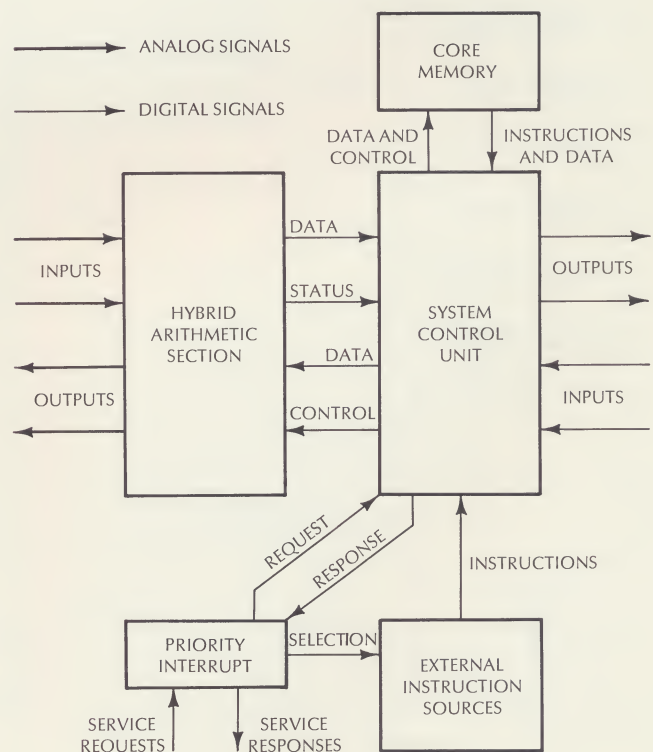 ANALOG SIGNALS
DIGITAL SIGNALS
CORE
MEMORY
DATA AND
CONTROL
INSTRUCTIONS
AND DATA
INPUTS
OUTPUTS
HYBRID
ARITHMETIC
SECTION
DATA
STATUS
DATA
CONTROL
SYSTEM
CONTROL
UNIT
OUTPUTS
INPUTS
REQUEST
RESPONSE
INSTRUCTIONS
PRIORITY
INTERRUPT
SELECTION
EXTERNAL
INSTRUCTION
SOURCES
SERVICE
REQUESTS
SERVICE
RESPONSES